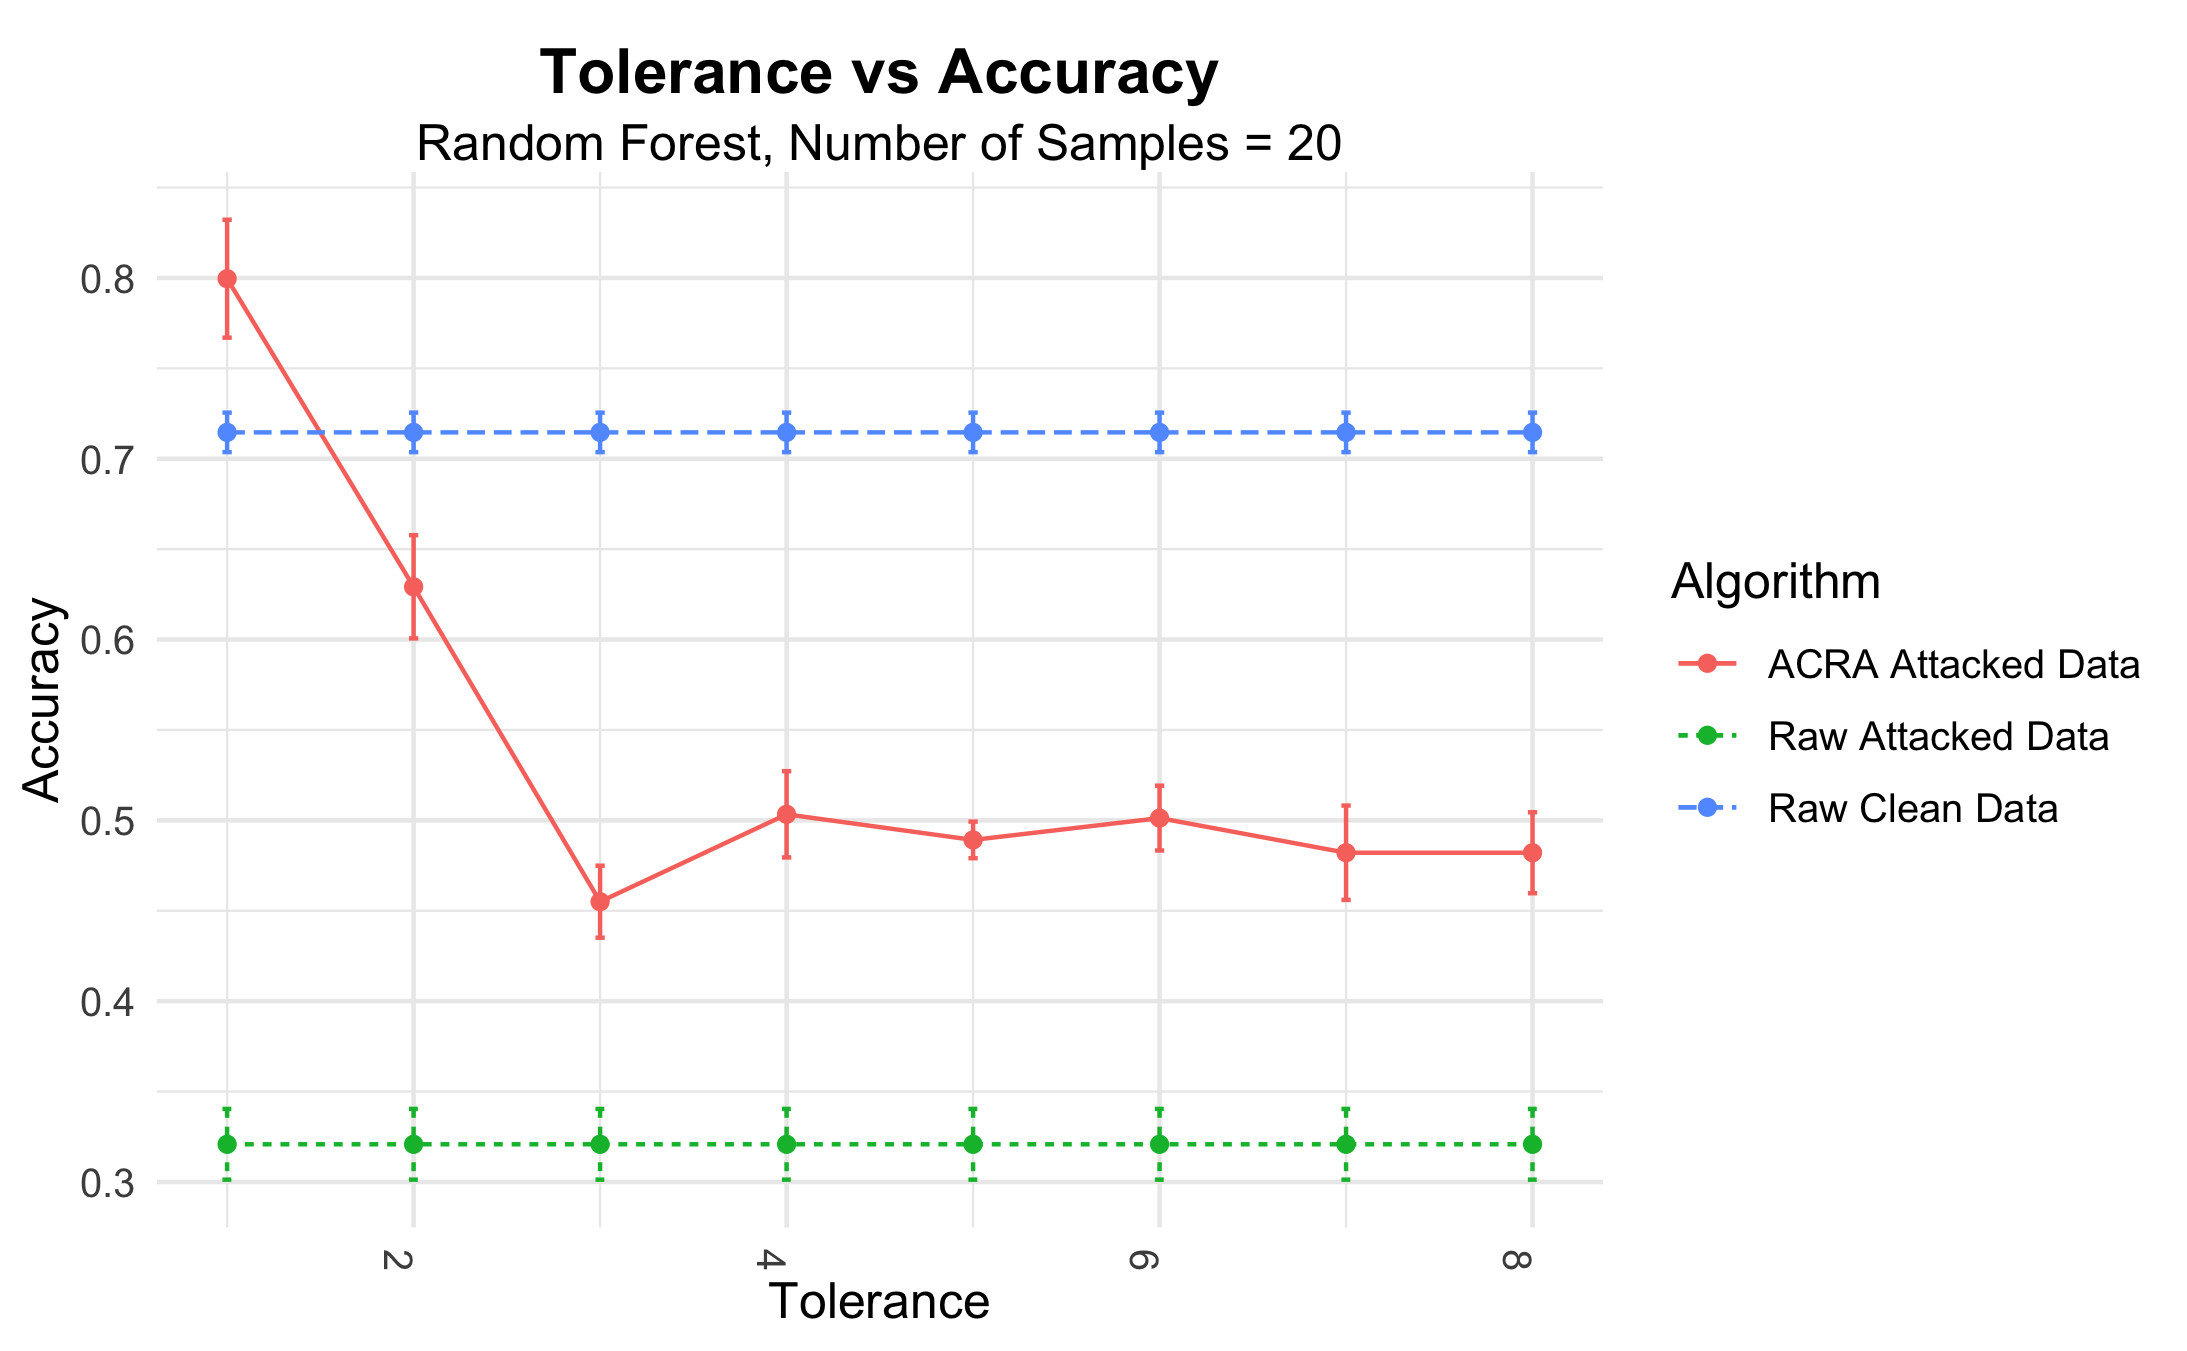 Tolerance vs Accuracy
Random Forest, Number of Samples = 20
Accuracy
0.8
0.7
0.6
0.5
0.4
0.3
2
4
6
8
Tolerance
Algorithm
ACRA Attacked Data
Raw Attacked Data
Raw Clean Data